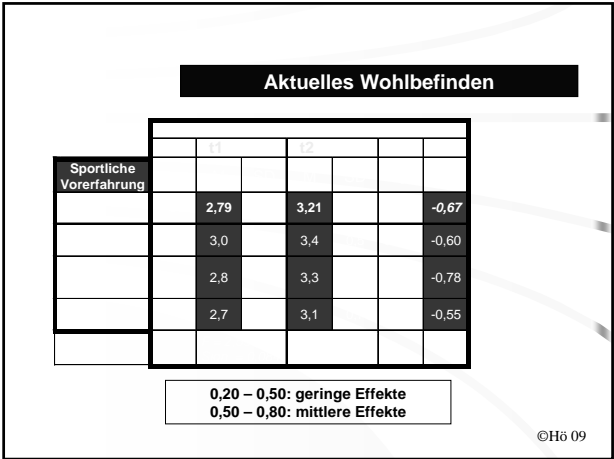 Aktuelles Wohlbefinden
t1 t2
Sportliche
Vorerfahrung
2,79 3,21 -0,67
3,0 3,4 -0,60
2,8 3,3 -0,78
2,7 3,1 -0,55
0,20 – 0,50: geringe Effekte
0,50 – 0,80: mittlere Effekte
©Hö 09